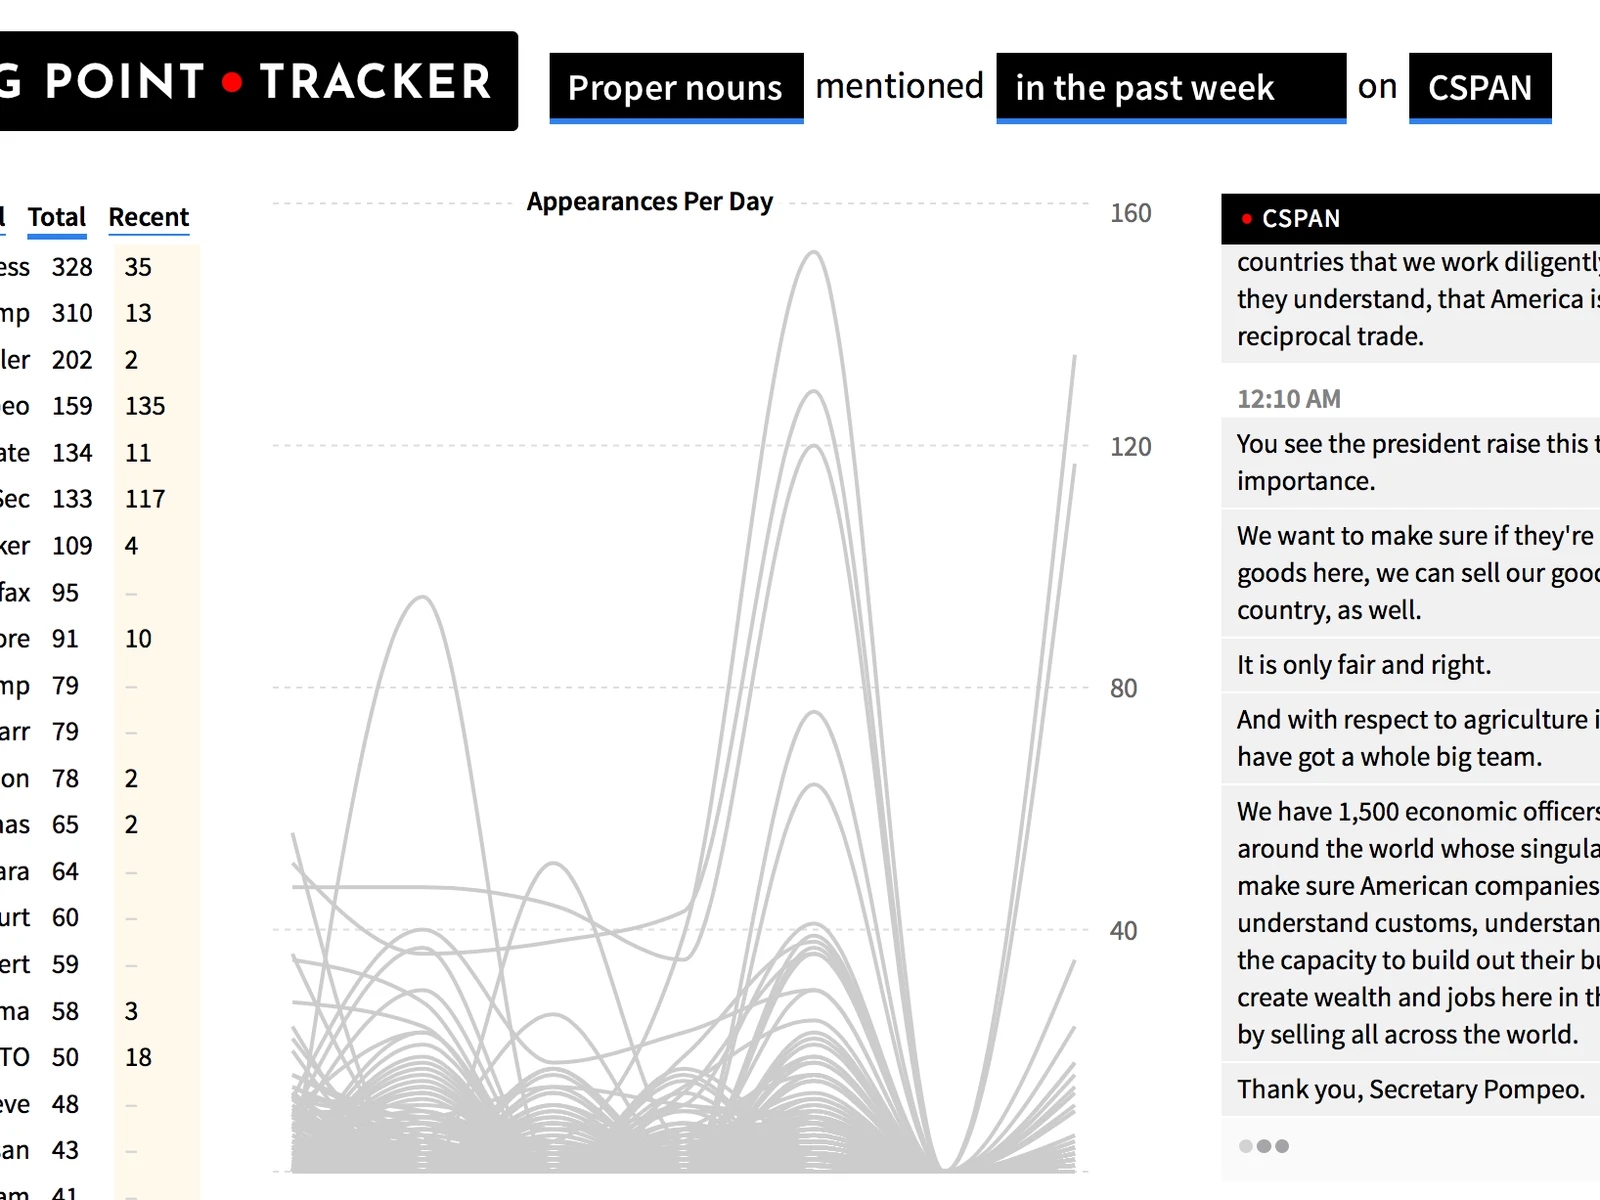 G POINT • TRACKER
Proper nouns mentioned in the past week on CSPAN
l Total Recent
ess 328 35
mp 310 13
ler 202 2
eo 159 135
ate 134 11
Sec 133 117
ker 109 4
fax 95 –
ore 91 10
mp 79 –
arr 79 –
on 78 2
nas 65 2
ara 64 –
urt 60 –
ert 59 –
ma 58 3
TO 50 18
eve 48 –
san 43 –
am 41 –
Appearances Per Day
160
120
80
40
• CSPAN
countries that we work diligently
they understand, that America is
reciprocal trade.
12:10 AM
You see the president raise this t
importance.
We want to make sure if they're
goods here, we can sell our good
country, as well.
It is only fair and right.
And with respect to agriculture i
have got a whole big team.
We have 1,500 economic officers
around the world whose singula
make sure American companies
understand customs, understan
the capacity to build out their bu
create wealth and jobs here in th
by selling all across the world.
Thank you, Secretary Pompeo.